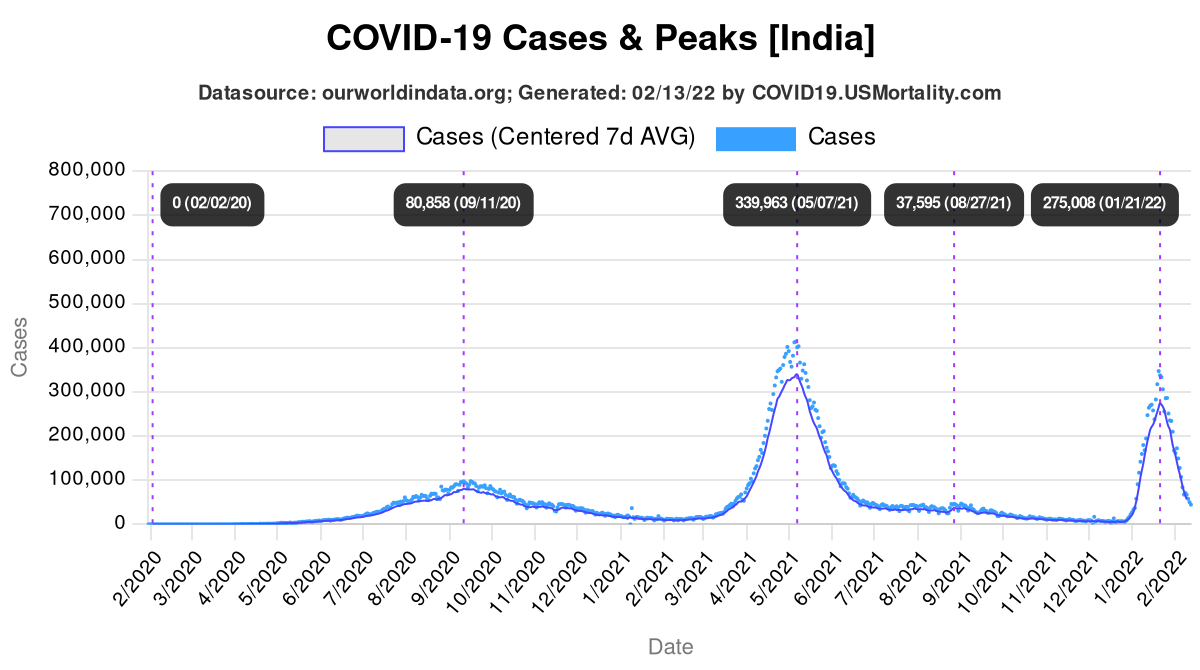 COVID-19 Cases & Peaks [India]
Datasource: ourworldindata.org; Generated: 02/13/22 by COVID19.USMortality.com
Cases (Centered 7d AVG) Cases
800,000
0 (02/02/20) 80,858 (09/11/20) 339,963 (05/07/21) 37,595 (08/27/21) 275,008 (01/21/22)
700,000
600,000
500,000
400,000
300,000
200,000
100,000
0
Cases
2/2020 3/2020 4/2020 5/2020 6/2020 7/2020 8/2020 9/2020 10/2020 11/2020 12/2020 1/2021 2/2021 3/2021 4/2021 5/2021 6/2021 7/2021 8/2021 9/2021 10/2021 11/2021 12/2021 1/2022 2/2022
Date